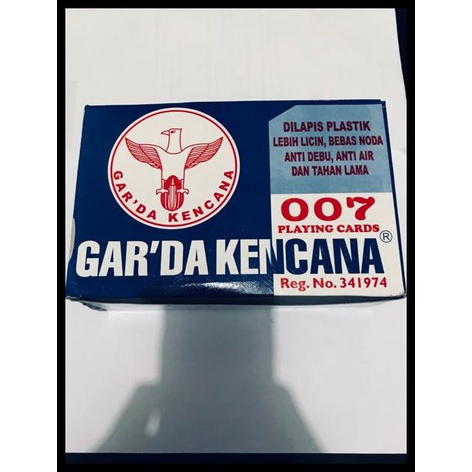 GAR'DA KENCANA
DILAPIS PLASTIK
LEBIH LICIN, BEBAS NODA
ANTI DEBU, ANTI AIR
DAN TAHAN LAMA
007
PLAYING CARDS
GAR'DA KENCANA®
Reg. No. 341974